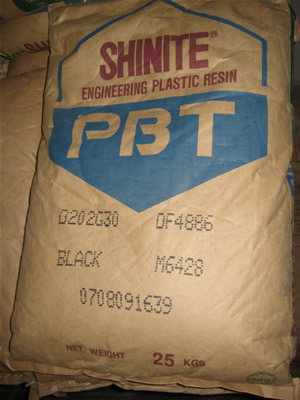 SHINITE®
ENGINEERING PLASTIC RESIN
PBT
D202G30 DF4886
BLACK M6428
0708091639
NET. WEIGHT 25 KGS